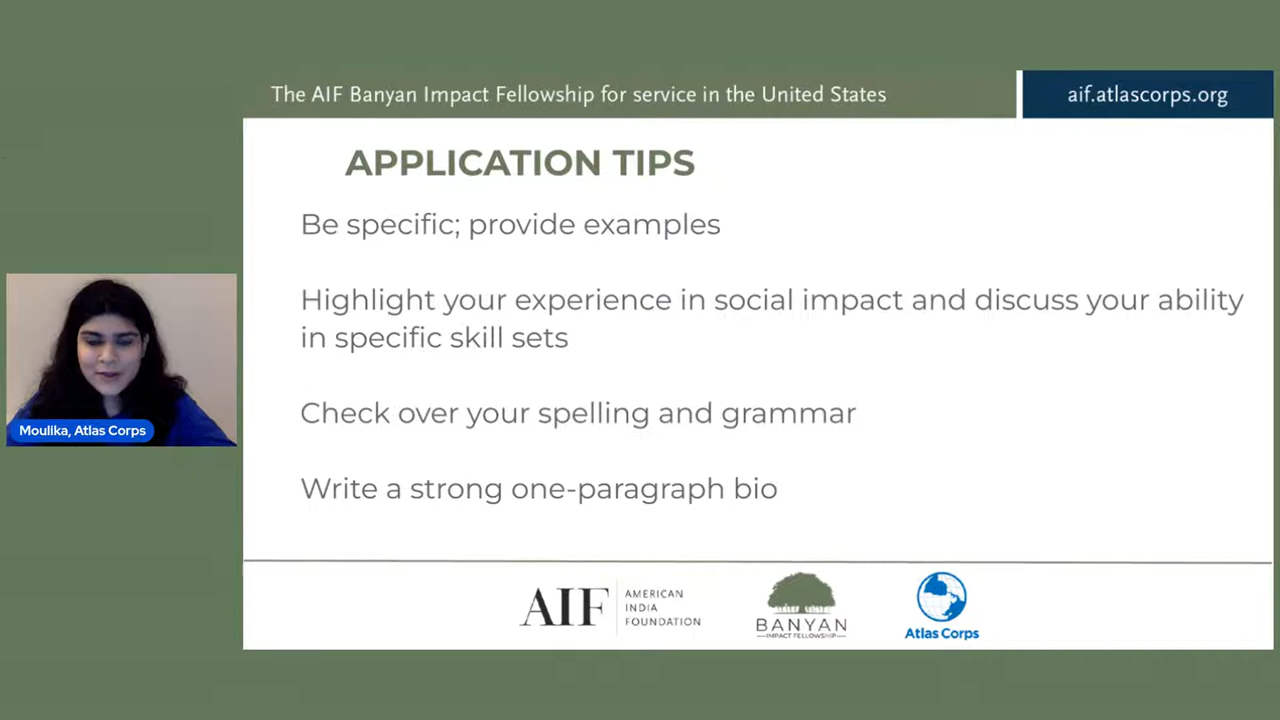 The AIF Banyan Impact Fellowship for service in the United States
aif.atlascorps.org
APPLICATION TIPS
Be specific; provide examples
Highlight your experience in social impact and discuss your ability
in specific skill sets
Check over your spelling and grammar
Write a strong one-paragraph bio
Moulika, Atlas Corps
AIF
AMERICAN
INDIA
FOUNDATION
BANYAN
IMPACT FELLOWSHIP
Atlas Corps